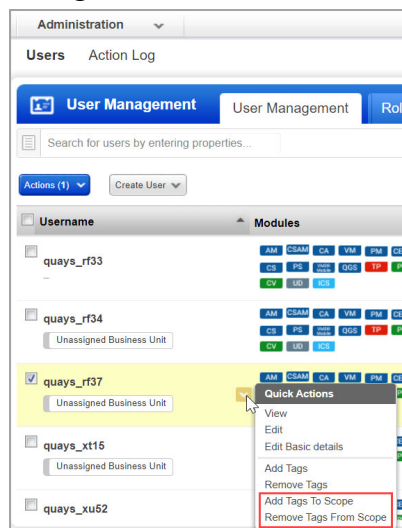 Administration
Users Action Log
User Management User Management Rol
Search for users by entering properties...
Actions (1) Create User
Username Modules
quays_rf33 AM CSAM CA VM PM CE
– CS PS QGS TP P
CV UD ICS
quays_rf34 AM CSAM CA VM PM CE
Unassigned Business Unit CS PS QGS TP P
CV UD ICS
quays_rf37 AM CSAM CA VM PM CE
Unassigned Business Unit
Quick Actions
View
Edit
Edit Basic details
quays_xt15
Unassigned Business Unit
Add Tags
Remove Tags
Add Tags To Scope
quays_xu52
Remove Tags From Scope